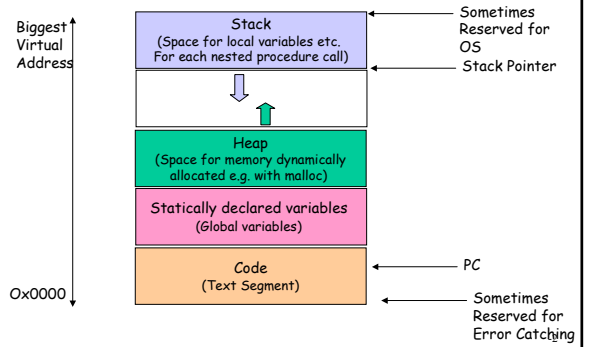 Biggest
Virtual
Address
Stack
(Space for local variables etc.
For each nested procedure call)
Sometimes
Reserved for
OS
Stack Pointer
Heap
(Space for memory dynamically
allocated e.g. with malloc)
Statically declared variables
(Global variables)
Code
(Text Segment)
PC
0x0000
Sometimes
Reserved for
Error Catching